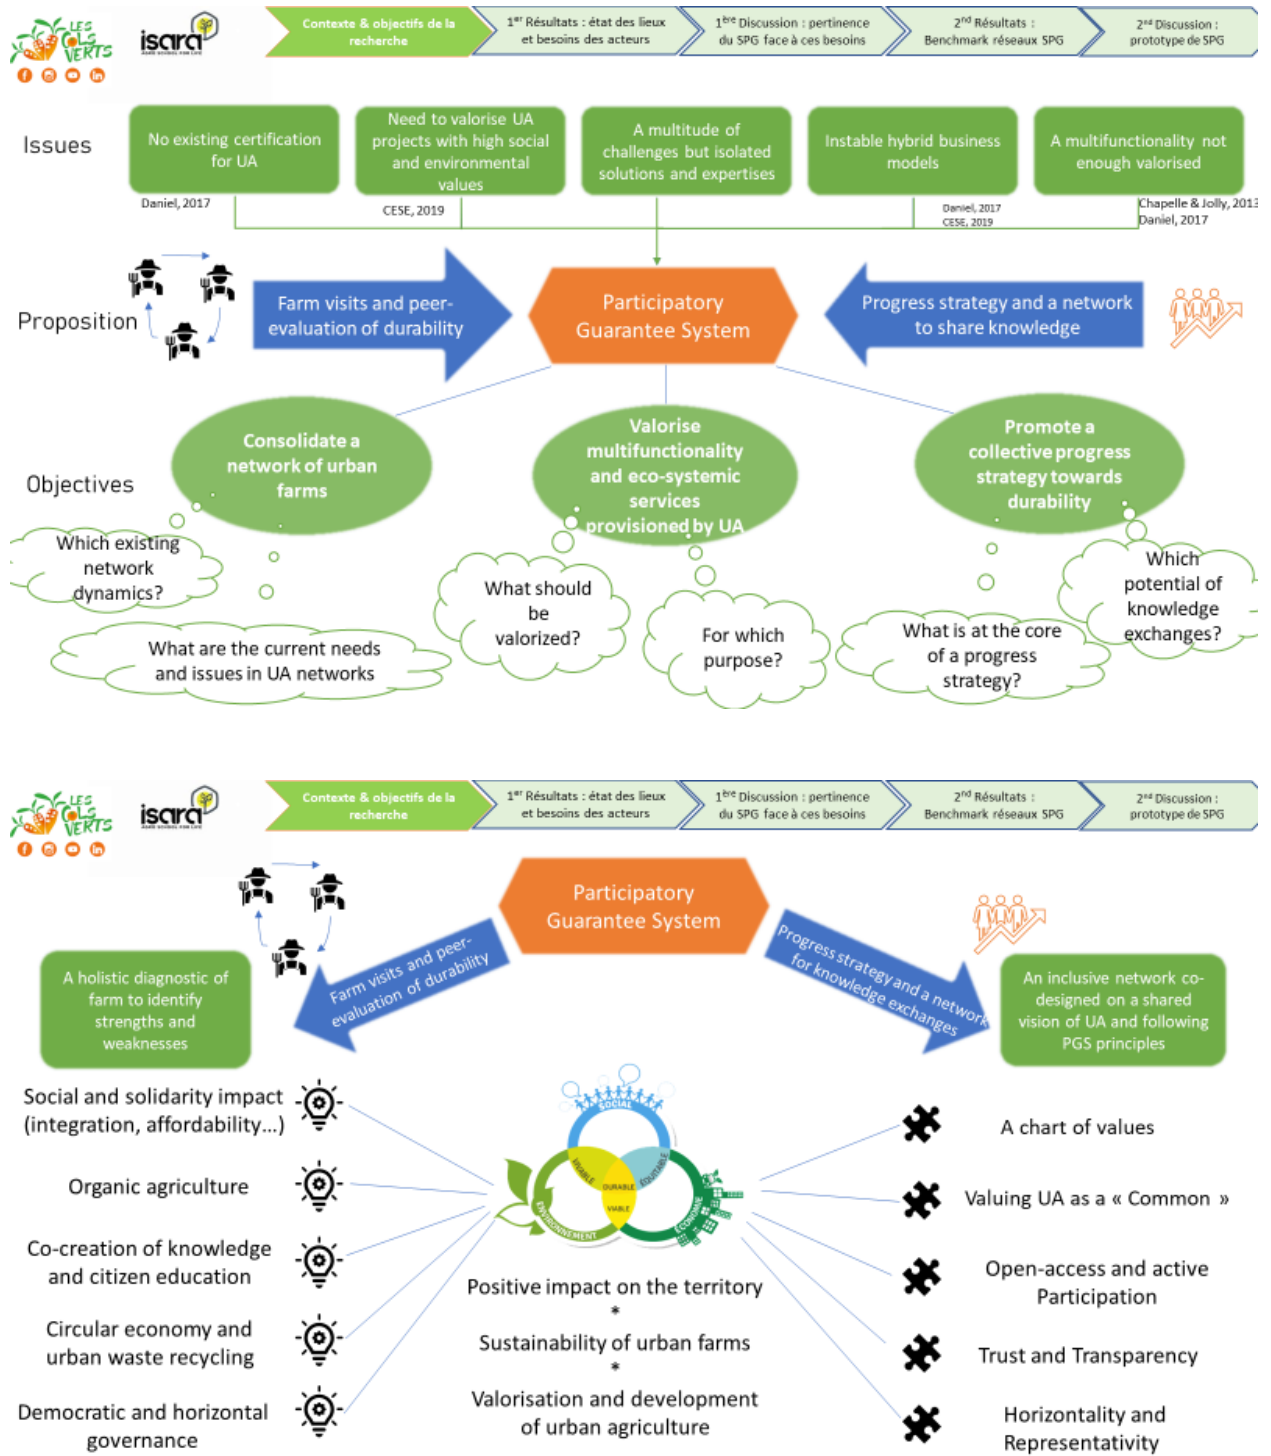 LES
COLS
VERTS
isara
Contexte & objectifs de la
recherche
1er Résultats : état des lieux
et besoins des acteurs
1ère Discussion : pertinence
du SPG face à ces besoins
2nd Résultats :
Benchmark réseaux SPG
2nd Discussion :
prototype de SPG
Issues
No existing certification
for UA
Need to valorise UA
projects with high social
and environmental
values
A multitude of
challenges but isolated
solutions and expertises
Instable hybrid business
models
A multifunctionality not
enough valorised
Daniel, 2017
CESE, 2019
Daniel, 2017
CESE, 2019
Chapelle & Jolly, 2013
Daniel, 2017
Proposition
Farm visits and peer-
evaluation of durability
Participatory
Guarantee System
Progress strategy and a network
to share knowledge
Objectives
Consolidate a
network of urban
farms
Valorise
multifunctionality
and eco-systemic
services
provisioned by UA
Promote a
collective progress
strategy towards
durability
Which existing
network
dynamics?
What are the current needs
and issues in UA networks
What should
be
valorized?
For which
purpose?
What is at the core
of a progress
strategy?
Which
potential of
knowledge
exchanges?
LES
COLS
VERTS
isara
Contexte & objectifs de la
recherche
1er Résultats : état des lieux
et besoins des acteurs
1ère Discussion : pertinence
du SPG face à ces besoins
2nd Résultats :
Benchmark réseaux SPG
2nd Discussion :
prototype de SPG
Participatory
Guarantee System
Farm visits and peer-
evaluation of durability
Progress strategy and a network
for knowledge exchanges
A holistic diagnostic of
farm to identify
strengths and
weaknesses
An inclusive network co-
designed on a shared
vision of UA and following
PGS principles
Social and solidarity impact
(integration, affordability...)
Organic agriculture
Co-creation of knowledge
and citizen education
Circular economy and
urban waste recycling
Democratic and horizontal
governance
SOCIAL
VIVABLE
EQUITABLE
DURABLE
VIABLE
ENVIRONNEMENT
ÉCONOMIE
Positive impact on the territory
*
Sustainability of urban farms
*
Valorisation and development
of urban agriculture
A chart of values
Valuing UA as a « Common »
Open-access and active
Participation
Trust and Transparency
Horizontality and
Representativity